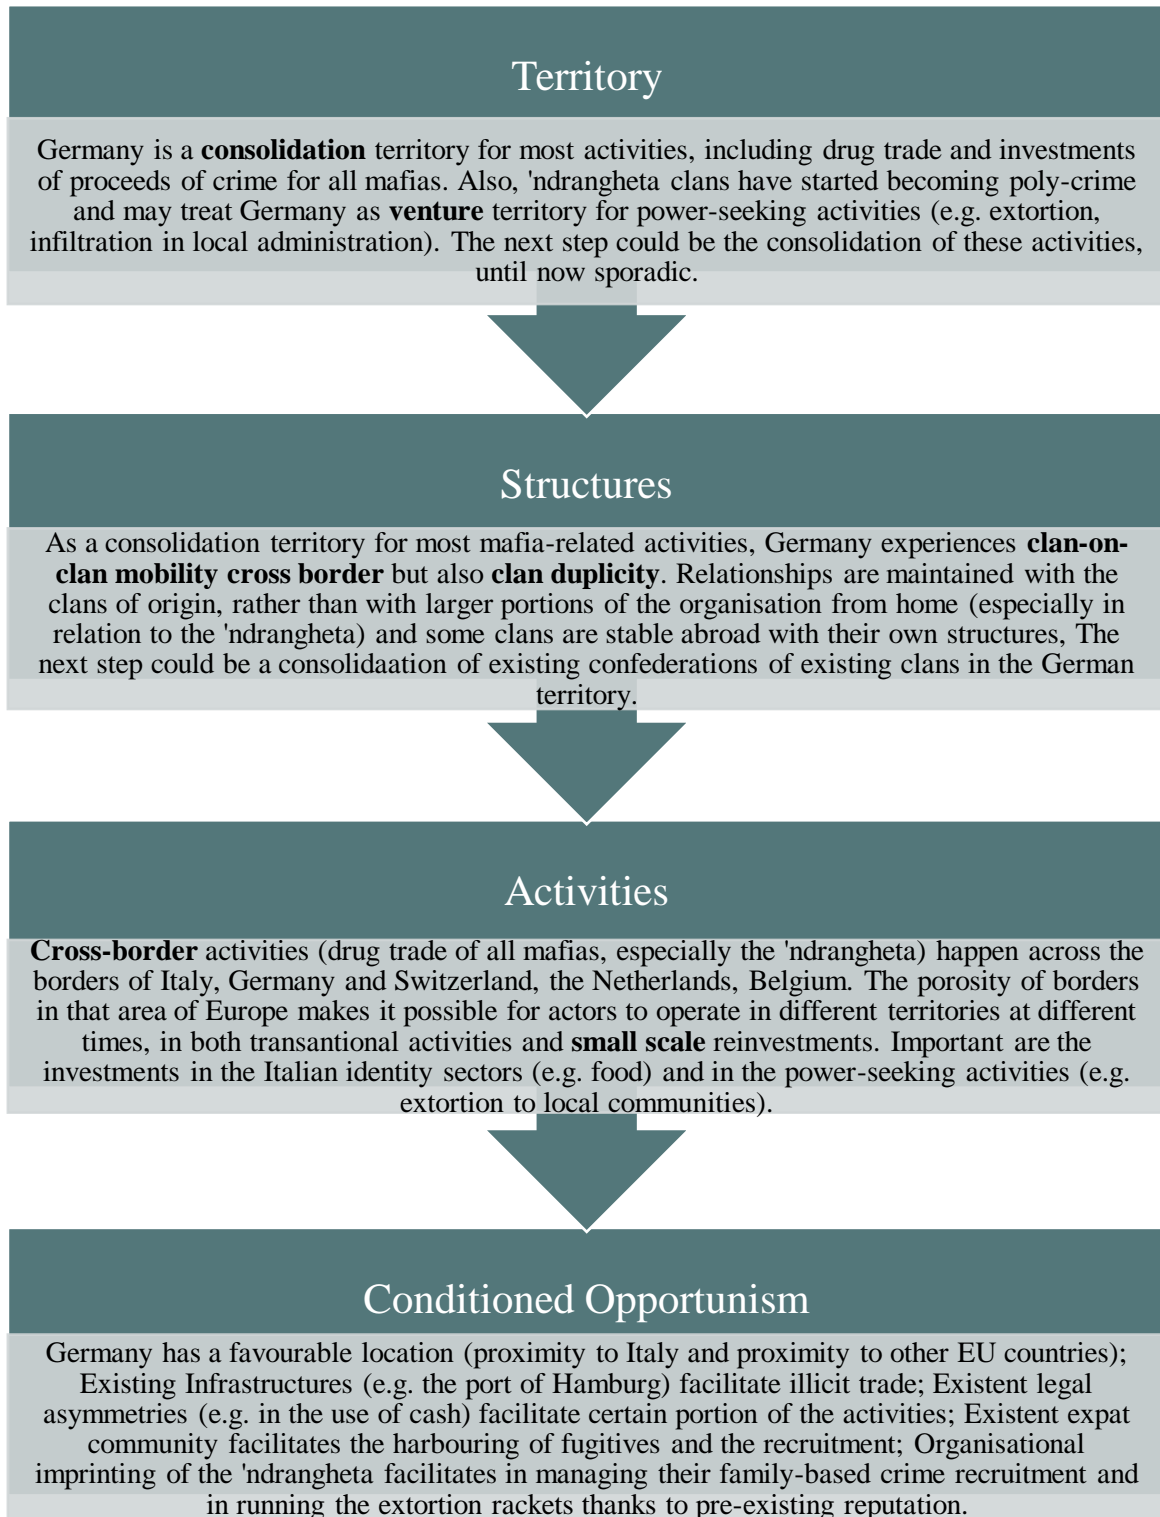 Territory
Germany is a consolidation territory for most activities, including drug trade and investments
of proceeds of crime for all mafias. Also, 'ndrangheta clans have started becoming poly-crime
and may treat Germany as venture territory for power-seeking activities (e.g. extortion,
infiltration in local administration). The next step could be the consolidation of these activities,
until now sporadic.
Structures
As a consolidation territory for most mafia-related activities, Germany experiences clan-on-
clan mobility cross border but also clan duplicity. Relationships are maintained with the
clans of origin, rather than with larger portions of the organisation from home (especially in
relation to the 'ndrangheta) and some clans are stable abroad with their own structures, The
next step could be a consolidaation of existing confederations of existing clans in the German
territory.
Activities
Cross-border activities (drug trade of all mafias, especially the 'ndrangheta) happen across the
borders of Italy, Germany and Switzerland, the Netherlands, Belgium. The porosity of borders
in that area of Europe makes it possible for actors to operate in different territories at different
times, in both transantional activities and small scale reinvestments. Important are the
investments in the Italian identity sectors (e.g. food) and in the power-seeking activities (e.g.
extortion to local communities).
Conditioned Opportunism
Germany has a favourable location (proximity to Italy and proximity to other EU countries);
Existing Infrastructures (e.g. the port of Hamburg) facilitate illicit trade; Existent legal
asymmetries (e.g. in the use of cash) facilitate certain portion of the activities; Existent expat
community facilitates the harbouring of fugitives and the recruitment; Organisational
imprinting of the 'ndrangheta facilitates in managing their family-based crime recruitment and
in running the extortion rackets thanks to pre-existing reputation.